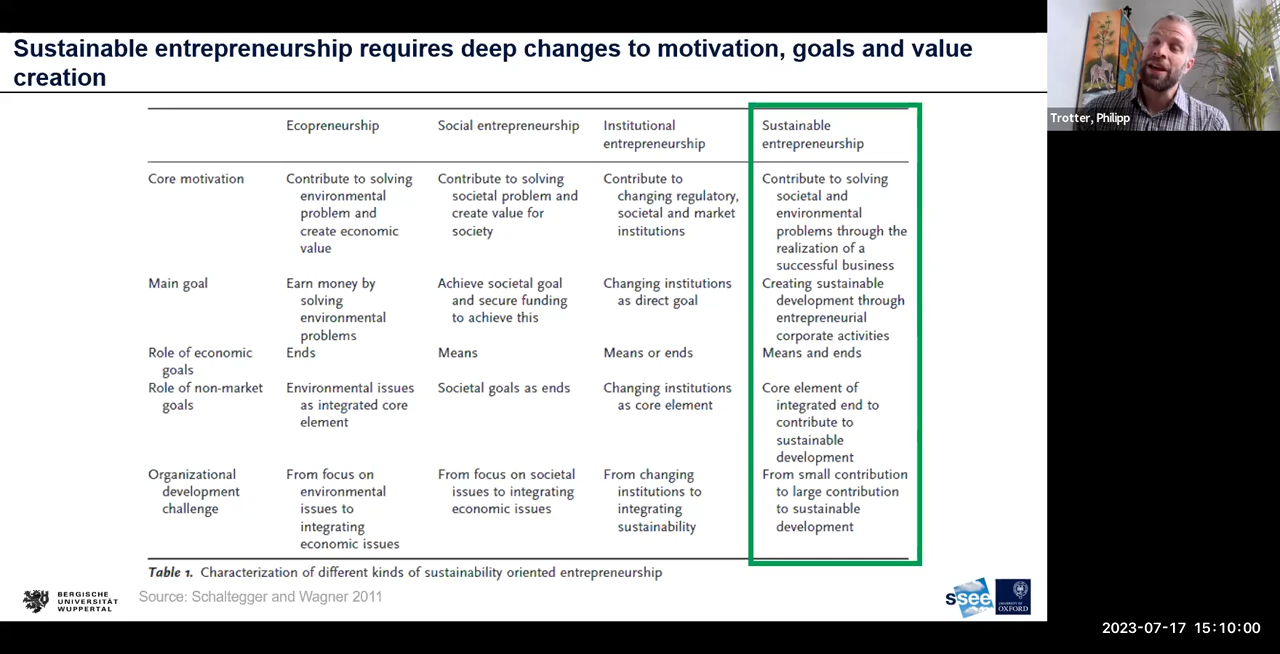 Sustainable entrepreneurship requires deep changes to motivation, goals and value
creation
Trotter, Philipp
Ecopreneurship
Social entrepreneurship
Institutional
entrepreneurship
Sustainable
entrepreneurship
Core motivation
Contribute to solving
environmental
problem and
create economic
value
Contribute to solving
societal problem and
create value for
society
Contribute to
changing regulatory,
societal and market
institutions
Contribute to solving
societal and
environmental
problems through the
realization of a
successful business
Main goal
Earn money by
solving
environmental
problems
Achieve societal goal
and secure funding
to achieve this
Changing institutions
as direct goal
Creating sustainable
development through
entrepreneurial
corporate activities
Role of economic
goals
Ends
Means
Means or ends
Means and ends
Role of non-market
goals
Environmental issues
as integrated core
element
Societal goals as ends
Changing institutions
as core element
Core element of
integrated end to
contribute to
sustainable
development
Organizational
development
challenge
From focus on
environmental
issues to
integrating
economic issues
From focus on societal
issues to integrating
economic issues
From changing
institutions to
integrating
sustainability
From small contribution
to large contribution
to sustainable
development
Table 1. Characterization of different kinds of sustainability oriented entrepreneurship
BERGISCHE
UNIVERSITÄT
WUPPERTAL
Source: Schaltegger and Wagner 2011
ssee
UNIVERSITY OF
OXFORD
2023-07-17 15:10:00